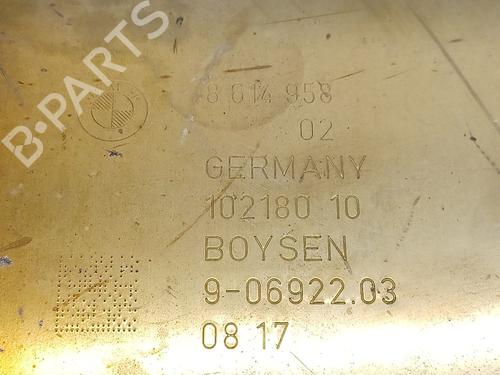 B·PARTS
8 614 958
02
GERMANY
102180 10
BOYSEN
9-06922.03
08 17